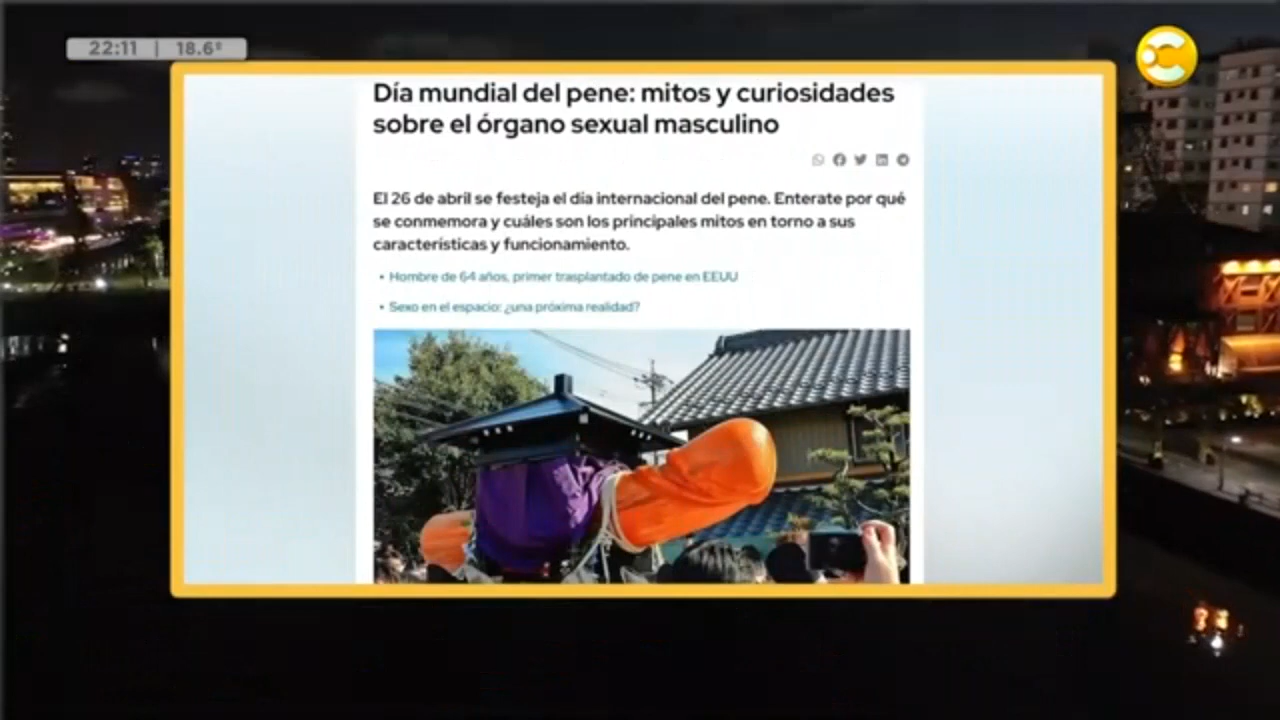 22:11 | 18.6º
Día mundial del pene: mitos y curiosidades
sobre el órgano sexual masculino
El 26 de abril se festeja el día internacional del pene. Enterate por qué
se conmemora y cuáles son los principales mitos en torno a sus
características y funcionamiento.
• Hombre de 64 años, primer trasplantado de pene en EEUU
• Sexo en el espacio: ¿una próxima realidad?